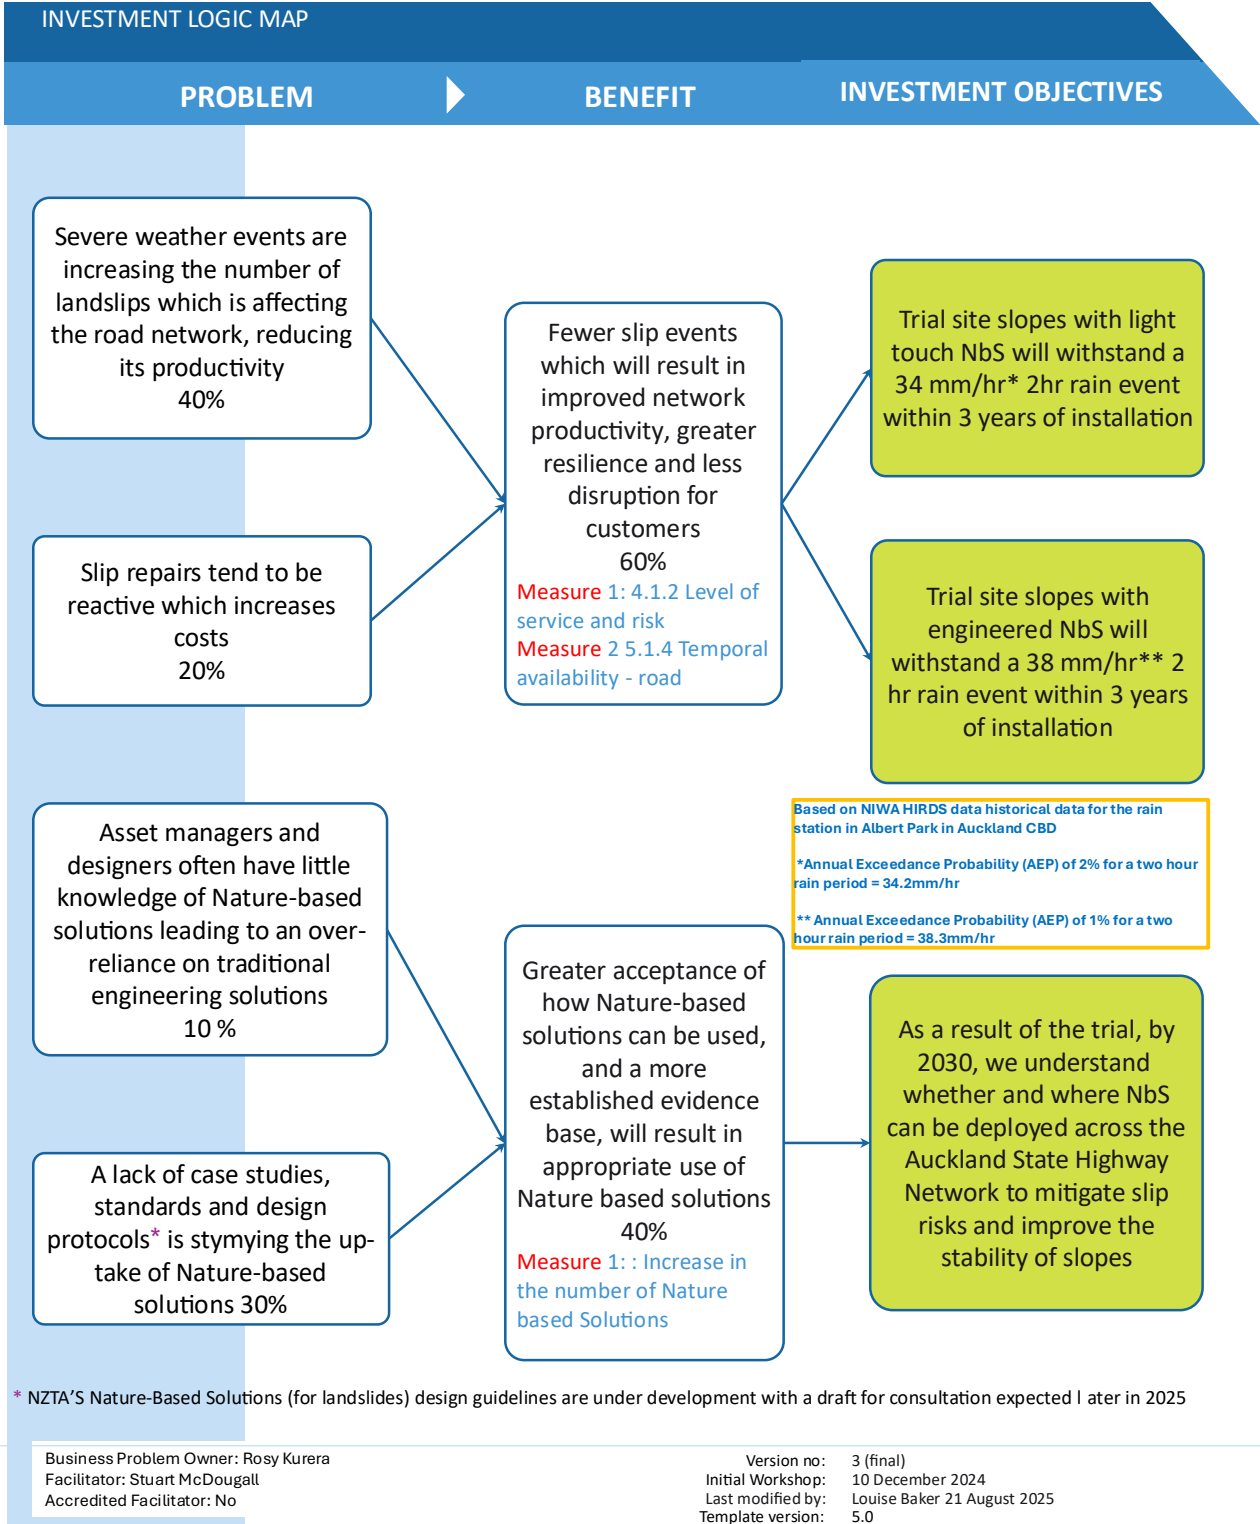 INVESTMENT LOGIC MAP
PROBLEM
BENEFIT
INVESTMENT OBJECTIVES
Severe weather events are
increasing the number of
landslips which is affecting
the road network, reducing
its productivity
40%
Slip repairs tend to be
reactive which increases
costs
20%
Asset managers and
designers often have little
knowledge of Nature-based
solutions leading to an over-
reliance on traditional
engineering solutions
10 %
A lack of case studies,
standards and design
protocols* is stymying the up-
take of Nature-based
solutions 30%
Fewer slip events
which will result in
improved network
productivity, greater
resilience and less
disruption for
customers
60%
Measure 1: 4.1.2 Level of
service and risk
Measure 2 5.1.4 Temporal
availability - road
Greater acceptance of
how Nature-based
solutions can be used,
and a more
established evidence
base, will result in
appropriate use of
Nature based solutions
40%
Measure 1: : Increase in
the number of Nature
based Solutions
Trial site slopes with light
touch NbS will withstand a
34 mm/hr* 2hr rain event
within 3 years of installation
Trial site slopes with
engineered NbS will
withstand a 38 mm/hr** 2
hr rain event within 3 years
of installation
Based on NIWA HIRDS data historical data for the rain
station in Albert Park in Auckland CBD
*Annual Exceedance Probability (AEP) of 2% for a two hour
rain period = 34.2mm/hr
** Annual Exceedance Probability (AEP) of 1% for a two
hour rain period = 38.3mm/hr
As a result of the trial, by
2030, we understand
whether and where NbS
can be deployed across the
Auckland State Highway
Network to mitigate slip
risks and improve the
stability of slopes
* NZTA'S Nature-Based Solutions (for landslides) design guidelines are under development with a draft for consultation expected l ater in 2025
Business Problem Owner: Rosy Kurera
Facilitator: Stuart McDougall
Accredited Facilitator: No
Version no: 3 (final)
Initial Workshop: 10 December 2024
Last modified by: Louise Baker 21 August 2025
Template version: 5.0